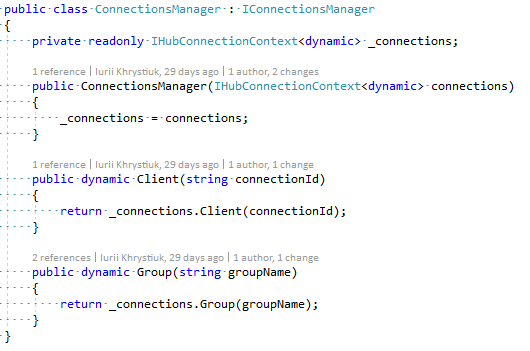 public class ConnectionsManager : IConnectionsManager
{
    private readonly IHubConnectionContext<dynamic> _connections;
    1 reference | Iurii Khrystiuk, 29 days ago | 1 author, 2 changes
    public ConnectionsManager(IHubConnectionContext<dynamic> connections)
    {
        _connections = connections;
    }
    1 reference | Iurii Khrystiuk, 29 days ago | 1 author, 1 change
    public dynamic Client(string connectionId)
    {
        return _connections.Client(connectionId);
    }
    2 references | Iurii Khrystiuk, 29 days ago | 1 author, 1 change
    public dynamic Group(string groupName)
    {
        return _connections.Group(groupName);
    }
}